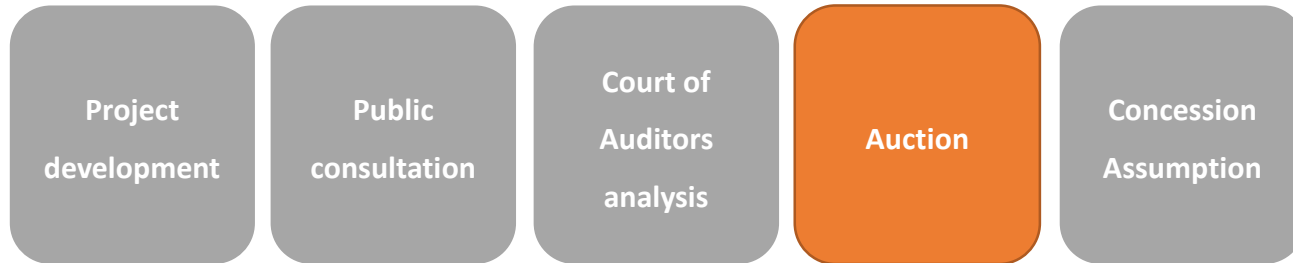 Project
development
Public
consultation
Court of
Auditors
analysis
Auction
Concession
Assumption